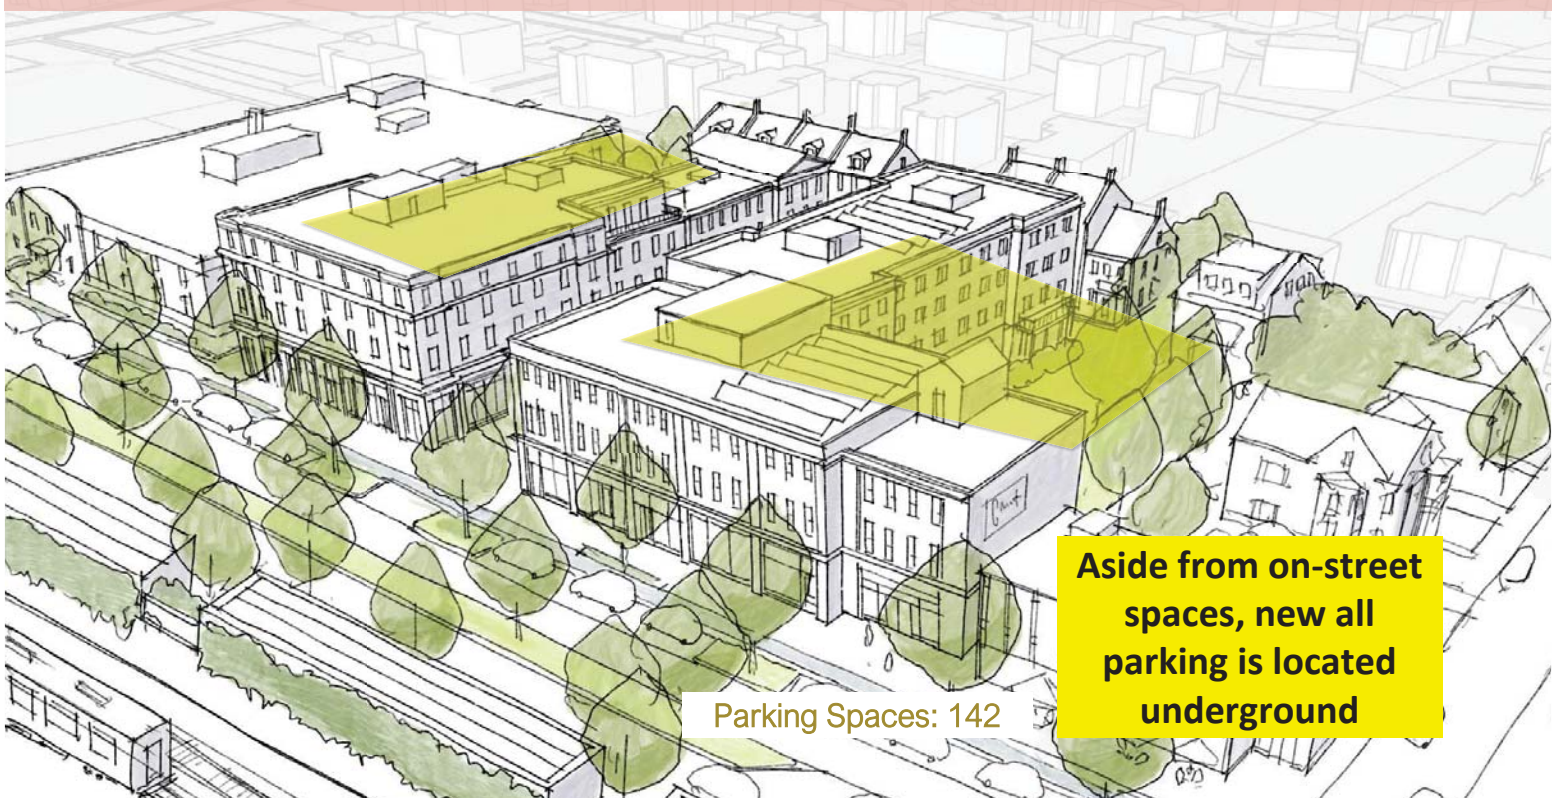 Aside from on-street
spaces, new all
parking is located
underground
Parking Spaces: 142